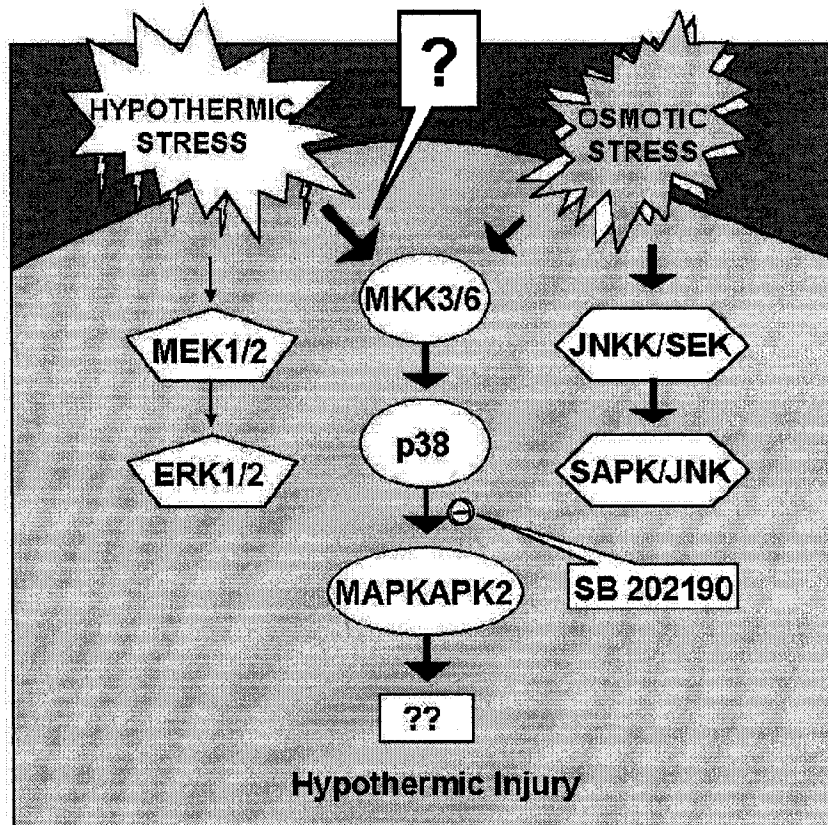 ?
HYPOTHERMIC
STRESS
OSMOTIC
STRESS
MKK3/6
MEK1/2
JNKK/SEK
p38
ERK1/2
SAPK/JNK
MAPKAPK2
SB 202190
??
Hypothermic Injury